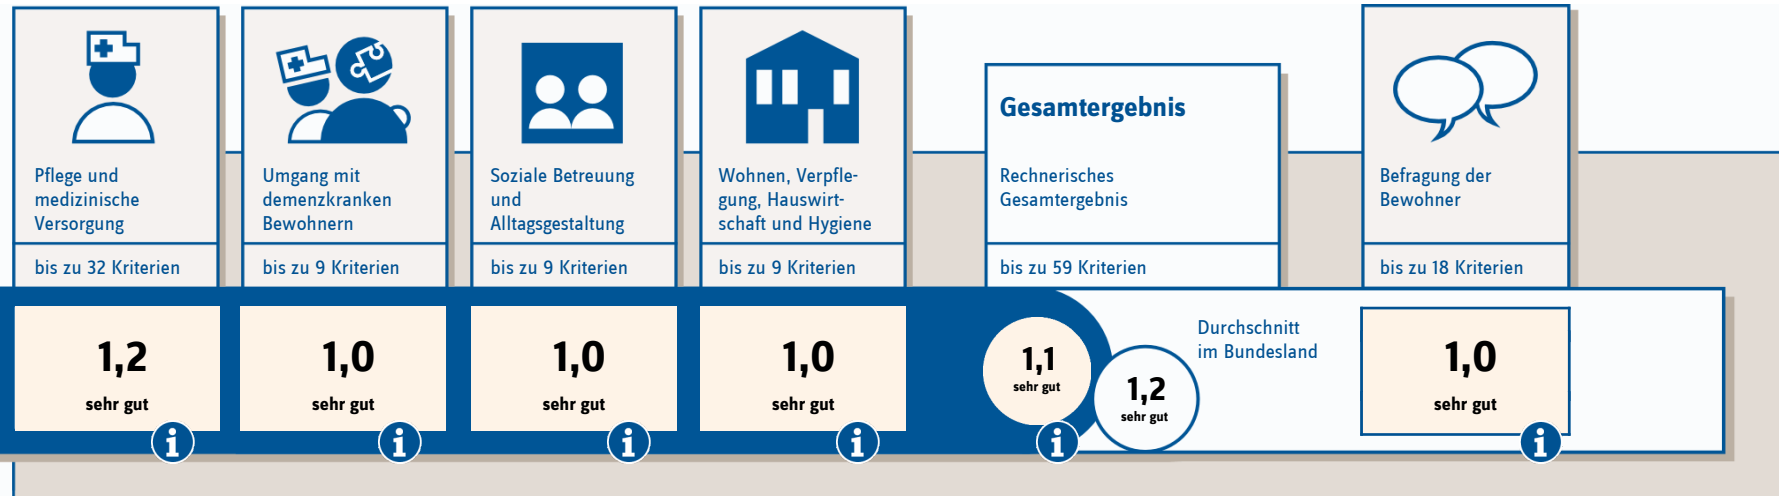 Pflege und
medizinische
Versorgung
bis zu 32 Kriterien
1,2
sehr gut
i
Umgang mit
demenzkranken
Bewohnern
bis zu 9 Kriterien
1,0
sehr gut
i
Soziale Betreuung
und
Alltagsgestaltung
bis zu 9 Kriterien
1,0
sehr gut
i
Wohnen, Verpfle-
gung, Hauswirt-
schaft und Hygiene
bis zu 9 Kriterien
1,0
sehr gut
i
Gesamtergebnis
Rechnerisches
Gesamtergebnis
bis zu 59 Kriterien
1,1
sehr gut
i
1,2
sehr gut
Durchschnitt
im Bundesland
Befragung der
Bewohner
bis zu 18 Kriterien
1,0
sehr gut
i